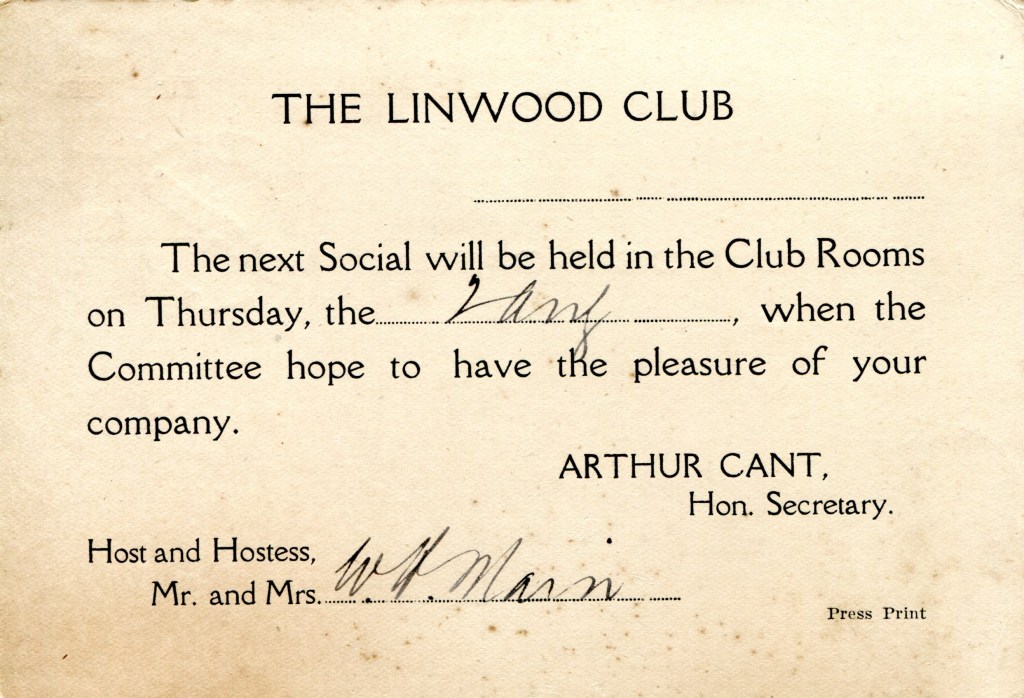 THE LINWOOD CLUB
The next Social will be held in the Club Rooms
on Thursday, the 2 Aug, when the
Committee hope to have the pleasure of your
company.
ARTHUR CANT,
Hon. Secretary.
Host and Hostess,
Mr. and Mrs. W. H. Main
Press Print